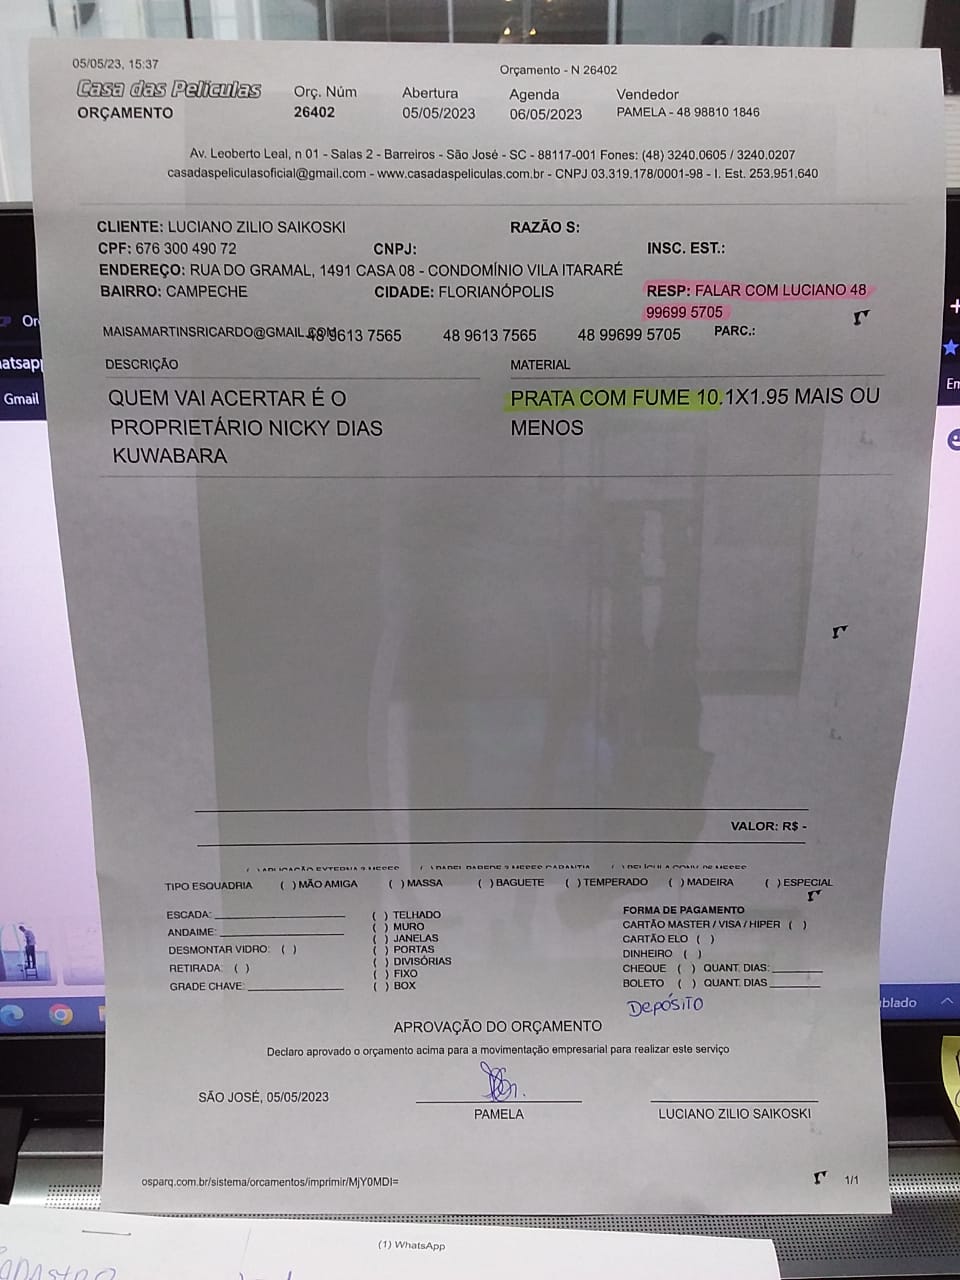 05/05/23, 15:37
Orçamento - N 26402
Casa das Películas
ORÇAMENTO
Orç. Núm
26402
Abertura
05/05/2023
Agenda
06/05/2023
Vendedor
PAMELA - 48 98810 1846
Av. Leoberto Leal, n 01 - Salas 2 - Barreiros - São José - SC - 88117-001 Fones: (48) 3240.0605 / 3240.0207
casadaspeliculasoficial@gmail.com - www.casadaspeliculas.com.br - CNPJ 03.319.178/0001-98 - I. Est. 253.951.640
CLIENTE: LUCIANO ZILIO SAIKOSKI RAZÃO S:
CPF: 676 300 490 72 CNPJ: INSC. EST.:
ENDEREÇO: RUA DO GRAMAL, 1491 CASA 08 - CONDOMÍNIO VILA ITARARÉ
BAIRRO: CAMPECHE CIDADE: FLORIANÓPOLIS RESP: FALAR COM LUCIANO 48
99699 5705
MAISAMARTINSRICARDO@GMAIL.COM 48 9613 7565 48 9613 7565 48 99699 5705 PARC.:
DESCRIÇÃO
QUEM VAI ACERTAR É O
PROPRIETÁRIO NICKY DIAS
KUWABARA
MATERIAL
PRATA COM FUME 10.1X1.95 MAIS OU
MENOS
VALOR: R$ -
TIPO ESQUADRIA ( ) MÃO AMIGA ( ) MASSA ( ) BAGUETE ( ) TEMPERADO ( ) MADEIRA ( ) ESPECIAL
ESCADA:
ANDAIME:
DESMONTAR VIDRO: ( )
RETIRADA: ( )
GRADE CHAVE:
( ) TELHADO
( ) MURO
( ) JANELAS
( ) PORTAS
( ) DIVISÓRIAS
( ) FIXO
( ) BOX
FORMA DE PAGAMENTO
CARTÃO MASTER / VISA / HIPER ( )
CARTÃO ELO ( )
DINHEIRO ( )
CHEQUE ( ) QUANT. DIAS:
BOLETO ( ) QUANT. DIAS
DEPÓSITO
APROVAÇÃO DO ORÇAMENTO
Declaro aprovado o orçamento acima para a movimentação empresarial para realizar este serviço
SÃO JOSÉ, 05/05/2023
PAMELA
LUCIANO ZILIO SAIKOSKI
osparq.com.br/sistema/orcamentos/imprimir/MjY0MDI= 1/1
Gmail
(1) WhatsApp